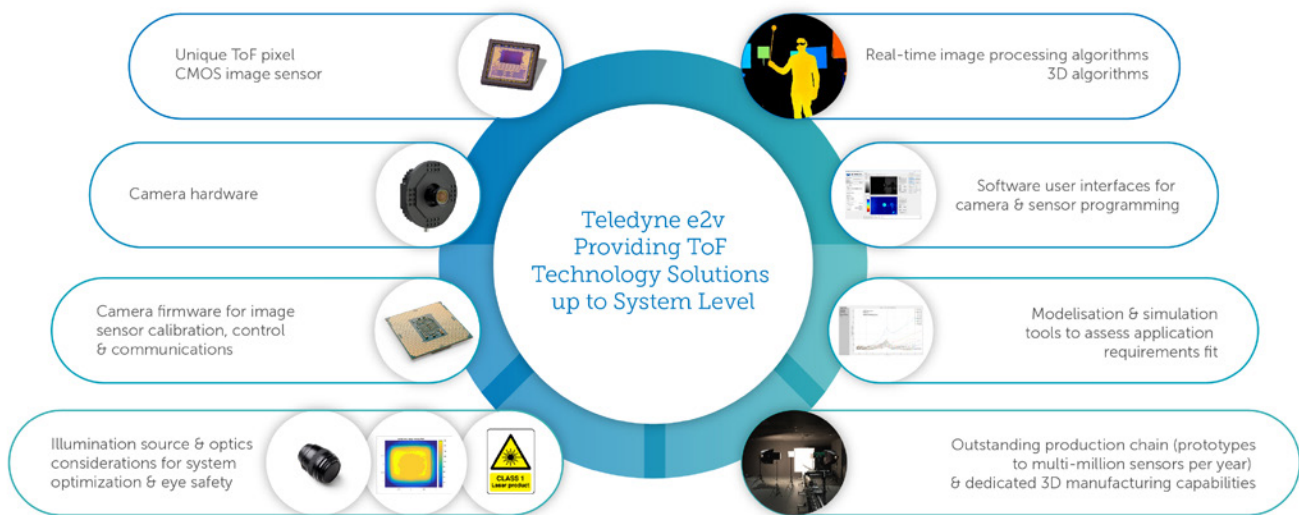 Unique ToF pixel
CMOS image sensor
Real-time image processing algorithms
3D algorithms
Camera hardware
Software user interfaces for
camera & sensor programming
Teledyne e2v
Providing ToF
Technology Solutions
up to System Level
Camera firmware for image
sensor calibration, control
& communications
Modelisation & simulation
tools to assess application
requirements fit
Illumination source & optics
considerations for system
optimization & eye safety
CLASS 1
Laser product
Outstanding production chain (prototypes
to multi-million sensors per year)
& dedicated 3D manufacturing capabilities